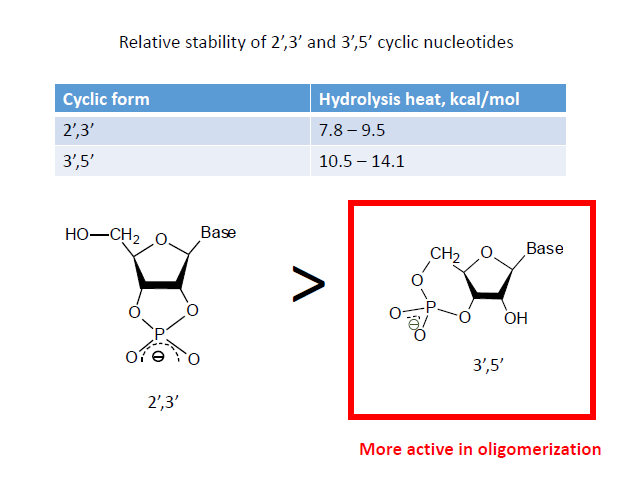 Relative stability of 2’,3’ and 3’,5’ cyclic nucleotides
Cyclic form Hydrolysis heat, kcal/mol
2’,3’ 7.8 – 9.5
3’,5’ 10.5 – 14.1
HO—CH2 O Base
O O
P
O ⊖ O
2’,3’
>
CH2 O Base
O
O P O OH
⊖
O
3’,5’
More active in oligomerization